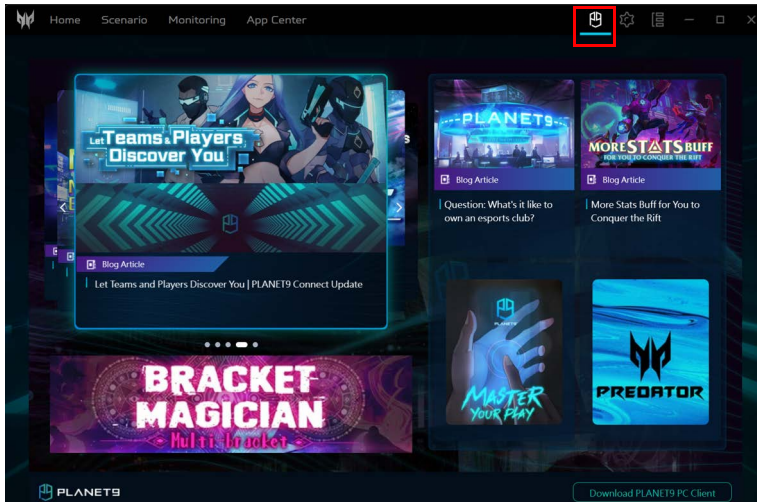 Home Scenario Monitoring App Center
Let Teams & Players
Discover You
Blog Article
Let Teams and Players Discover You | PLANET9 Connect Update
BRACKET
MAGICIAN
Multi bracket
PLANET9
Blog Article
Question: What's it like to
own an esports club?
MORE STATS BUFF
FOR YOU TO CONQUER THE RIFT
Blog Article
More Stats Buff for You to
Conquer the Rift
PLANET9
MASTER
YOUR PLAY
PREDATOR
PLANET9
Download PLANET9 PC Client